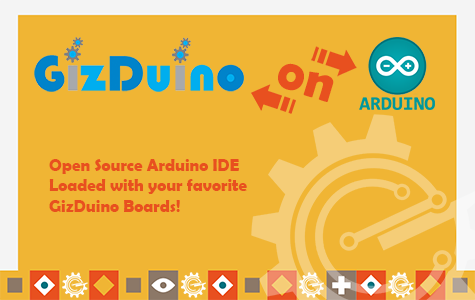 GizDuino
on
ARDUINO
Open Source Arduino IDE
Loaded with your favorite
GizDuino Boards!